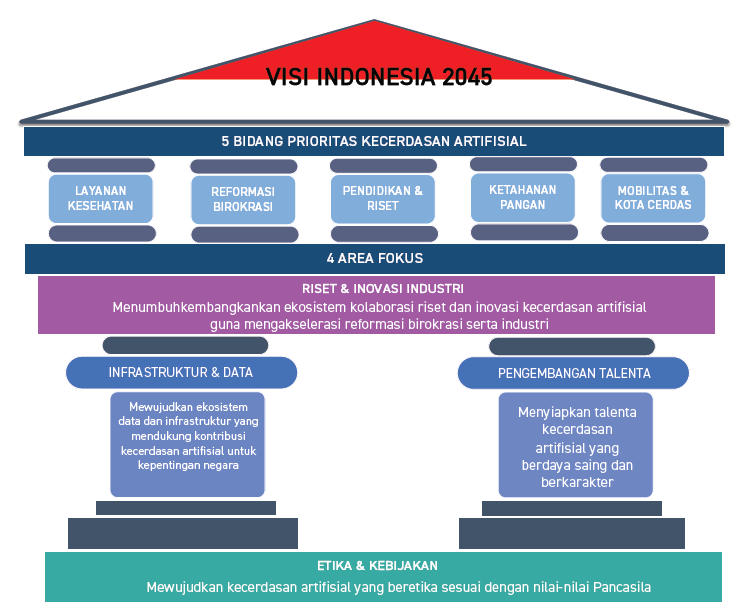 VISI INDONESIA 2045
5 BIDANG PRIORITAS KECERDASAN ARTIFISIAL
LAYANAN
KESEHATAN
REFORMASI
BIROKRASI
PENDIDIKAN &
RISET
KETAHANAN
PANGAN
MOBILITAS &
KOTA CERDAS
4 AREA FOKUS
RISET & INOVASI INDUSTRI
Menumbuhkembangkankan ekosistem kolaborasi riset dan inovasi kecerdasan artifisial
guna mengakselerasi reformasi birokrasi serta industri
INFRASTRUKTUR & DATA
Mewujudkan ekosistem
data dan infrastruktur yang
mendukung kontribusi
kecerdasan artifisial untuk
kepentingan negara
PENGEMBANGAN TALENTA
Menyiapkan talenta
kecerdasan
artifisial yang
berdaya saing dan
berkarakter
ETIKA & KEBIJAKAN
Mewujudkan kecerdasan artifisial yang beretika sesuai dengan nilai-nilai Pancasila